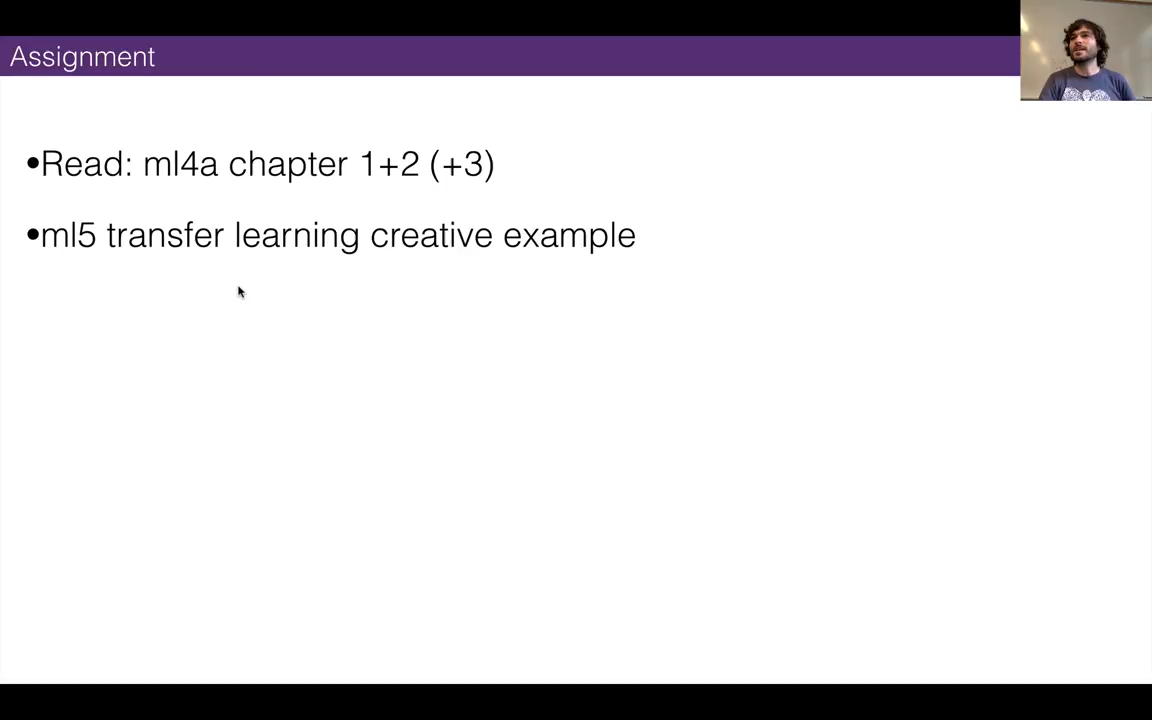 Assignment
•Read: ml4a chapter 1+2 (+3)
•ml5 transfer learning creative example